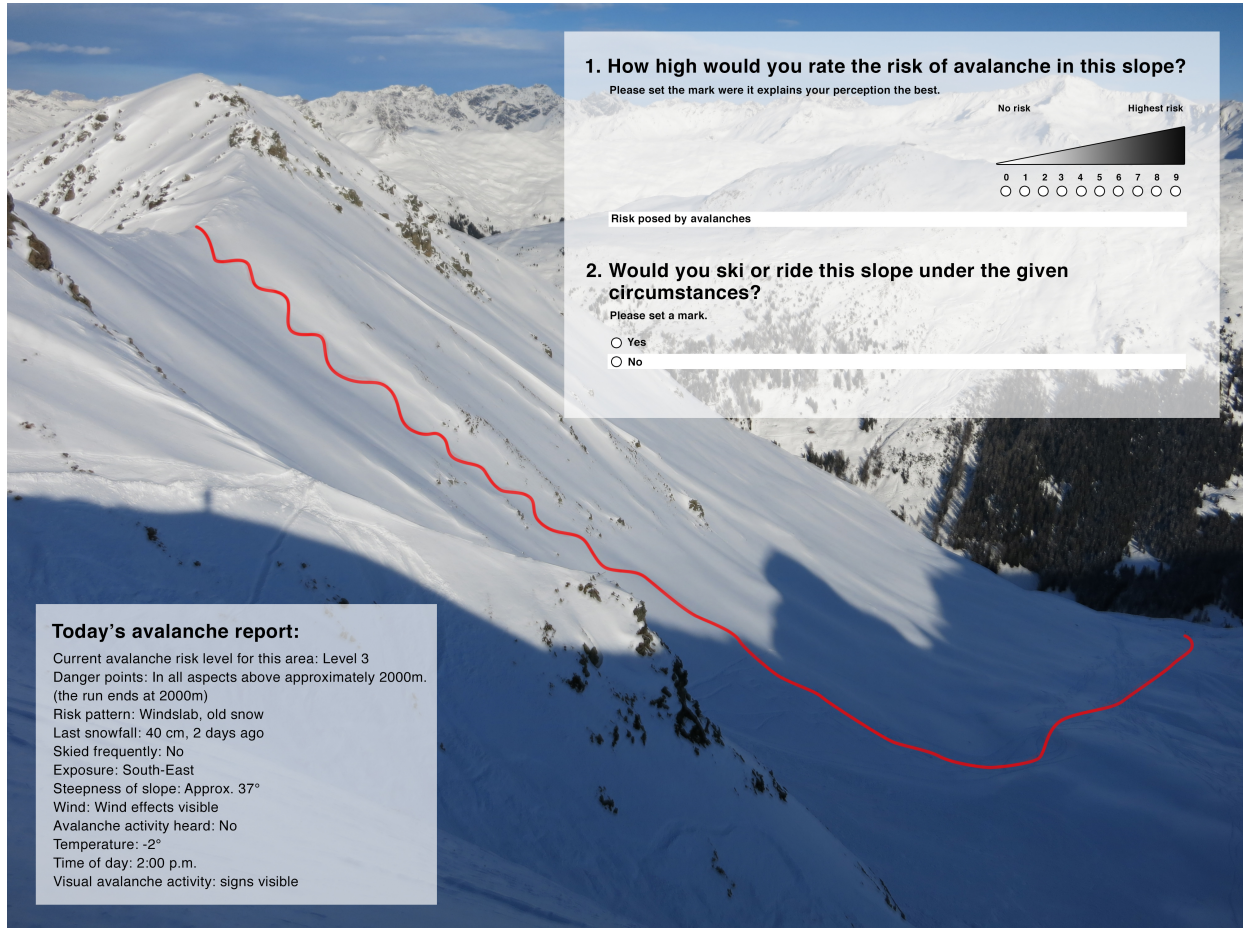 1. How high would you rate the risk of avalanche in this slope?
Please set the mark were it explains your perception the best.
No risk Highest risk
0 1 2 3 4 5 6 7 8 9
Risk posed by avalanches
2. Would you ski or ride this slope under the given
circumstances?
Please set a mark.
Yes
No
Today's avalanche report:
Current avalanche risk level for this area: Level 3
Danger points: In all aspects above approximately 2000m.
(the run ends at 2000m)
Risk pattern: Windslab, old snow
Last snowfall: 40 cm, 2 days ago
Skied frequently: No
Exposure: South-East
Steepness of slope: Approx. 37°
Wind: Wind effects visible
Avalanche activity heard: No
Temperature: -2°
Time of day: 2:00 p.m.
Visual avalanche activity: signs visible